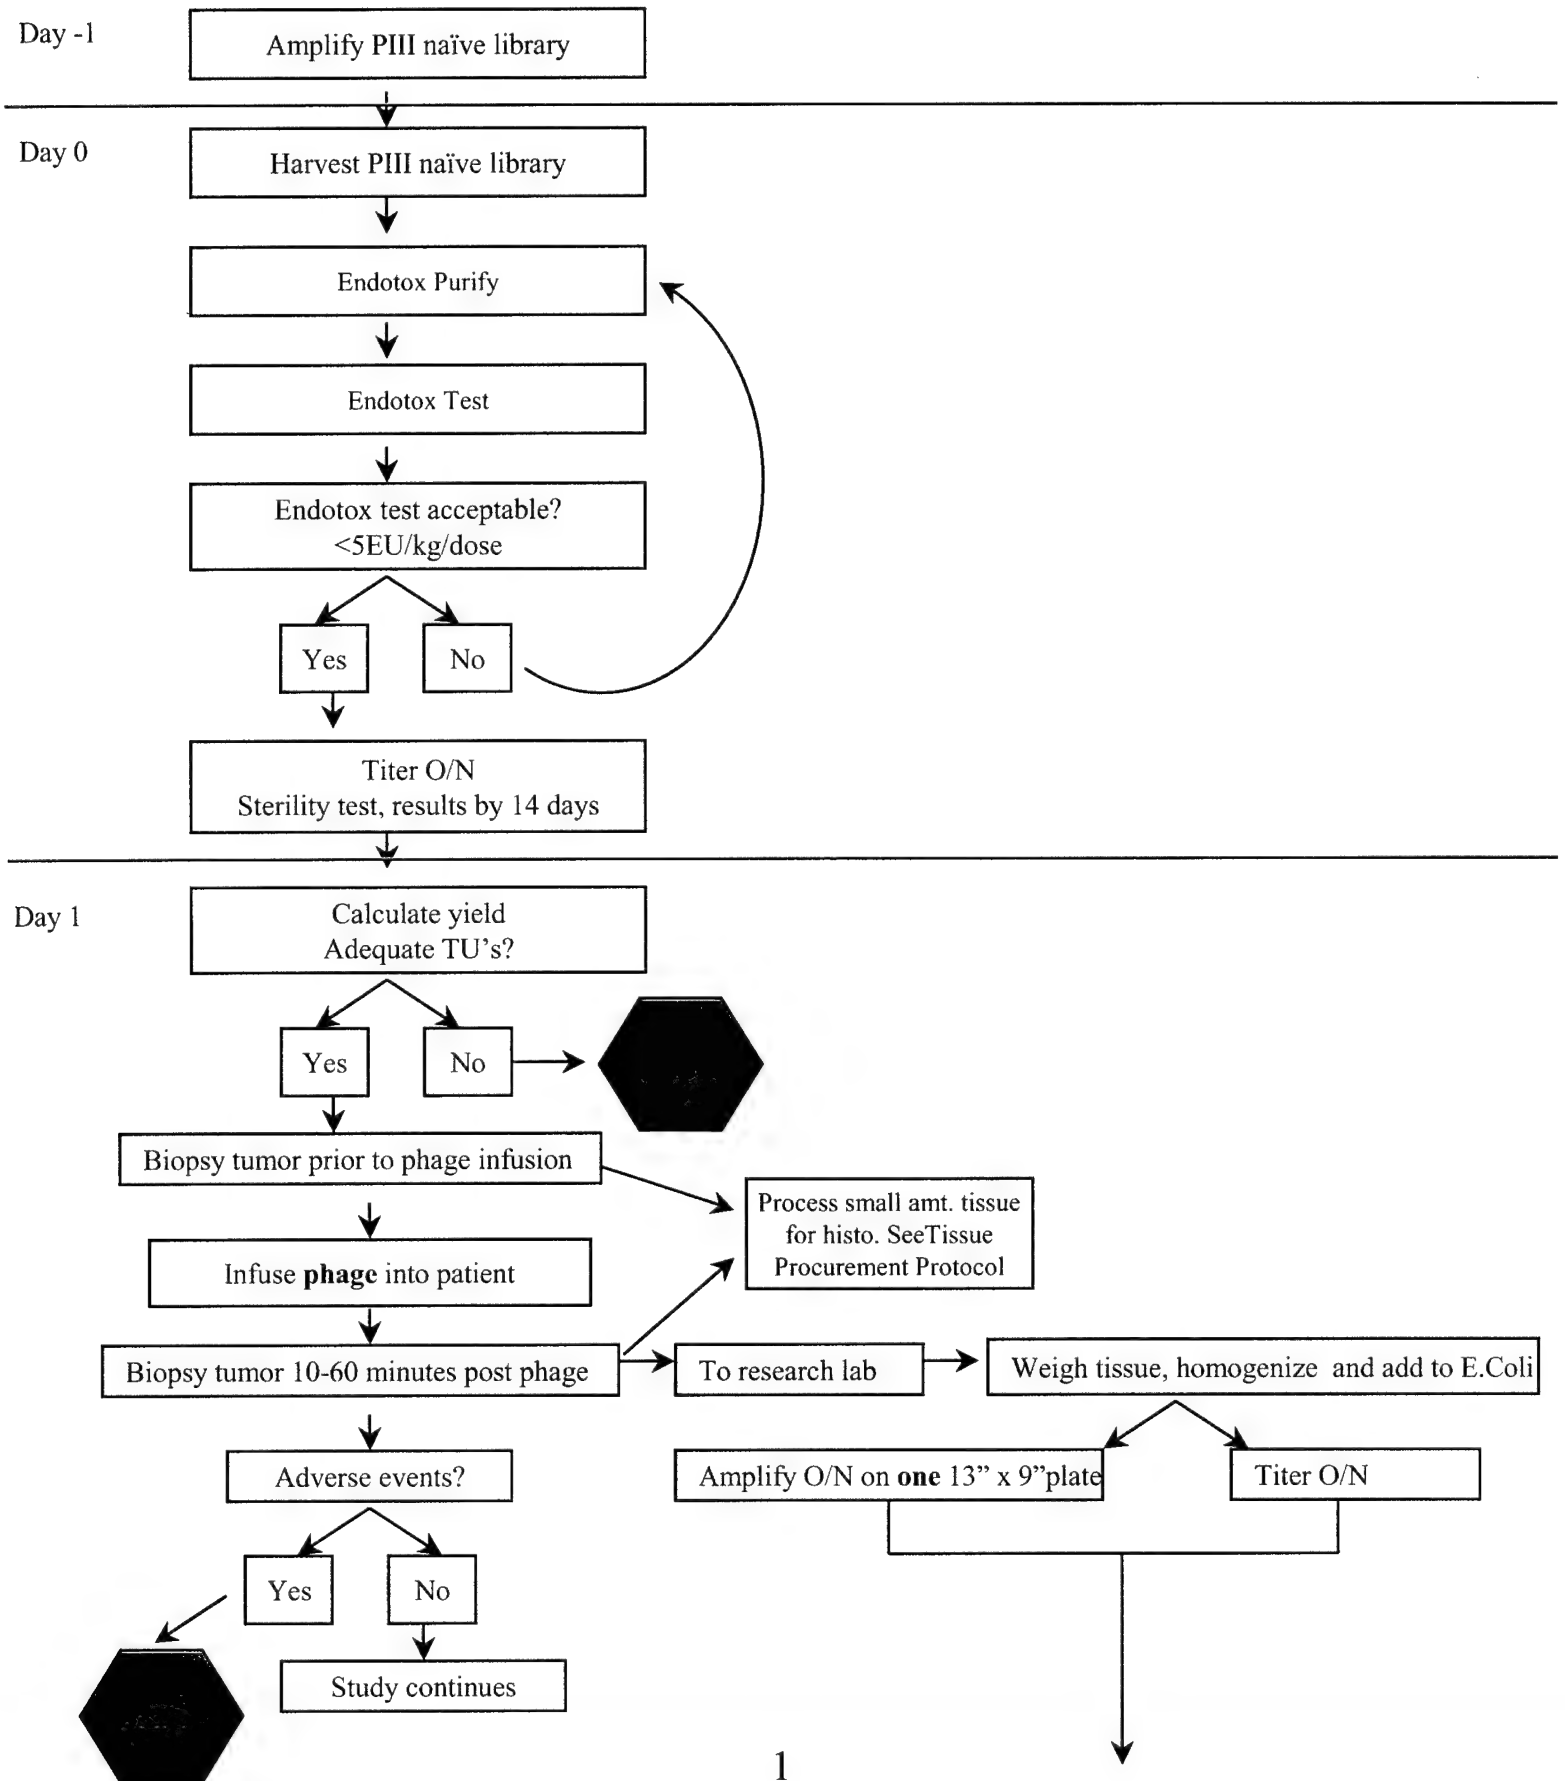 Day -1
Amplify PIII naïve library
Day 0
Harvest PIII naïve library
Endotox Purify
Endotox Test
Endotox test acceptable?
<5EU/kg/dose
Yes
No
Titer O/N
Sterility test, results by 14 days
Day 1
Calculate yield
Adequate TU's?
Yes
No
Biopsy tumor prior to phage infusion
Process small amt. tissue
for histo. SeeTissue
Procurement Protocol
Infuse phage into patient
Biopsy tumor 10-60 minutes post phage
To research lab
Weigh tissue, homogenize and add to E.Coli
Adverse events?
Amplify O/N on one 13” x 9”plate
Titer O/N
Yes
No
Study continues
1